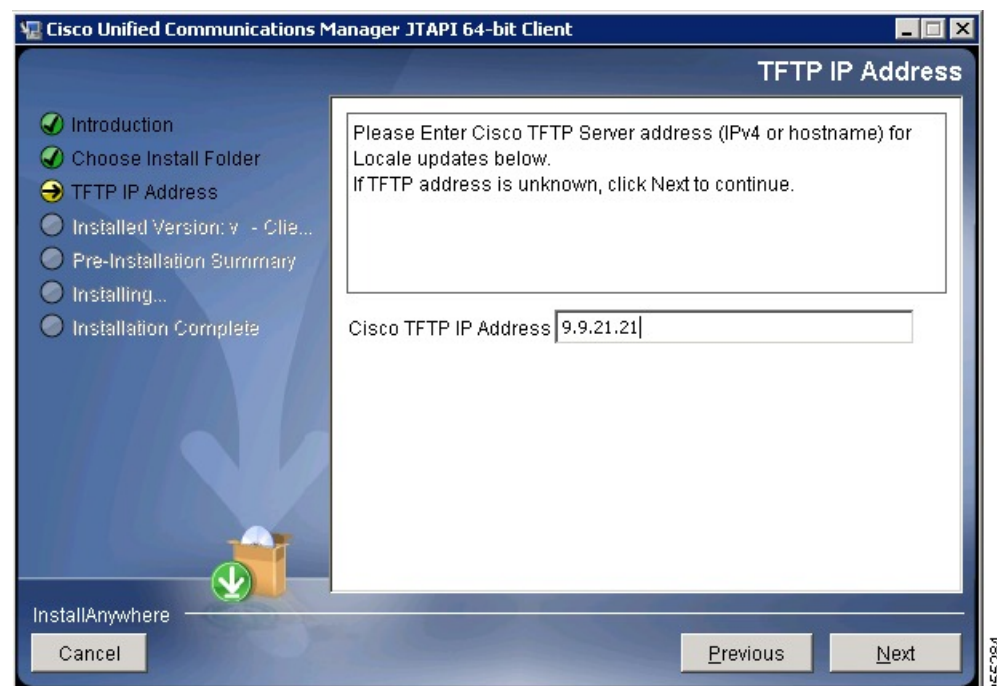 Cisco Unified Communications Manager JTAPI 64-bit Client
TFTP IP Address
Introduction
Choose Install Folder
TFTP IP Address
Installed Version: v - Clie...
Pre-Installation Summary
Installing...
Installation Complete
Please Enter Cisco TFTP Server address (IPv4 or hostname) for
Locale updates below.
If TFTP address is unknown, click Next to continue.
Cisco TFTP IP Address 9.9.21.21
InstallAnywhere
Cancel
Previous
Next